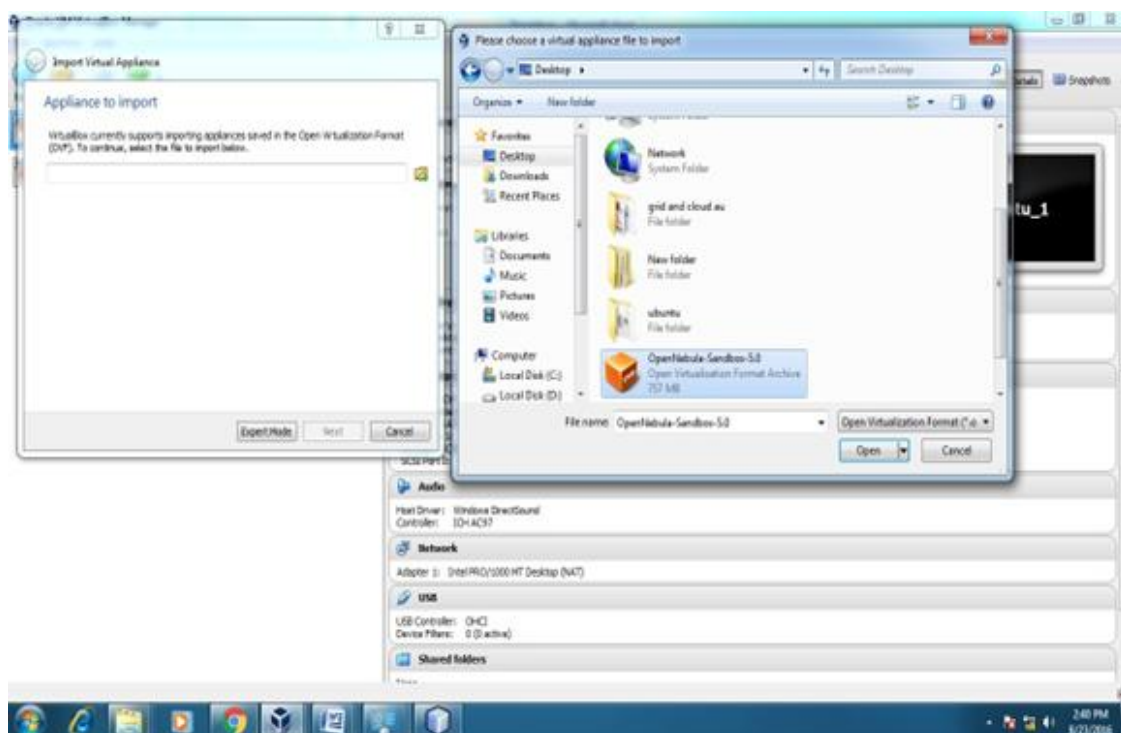 Import Virtual Appliance
Appliance to import
VirtualBox currently supports importing appliances saved in the Open Virtualization Format
(OVF). To continue, select the file to import below.
Expert Mode
Next
Cancel
Please choose a virtual appliance file to import
Desktop
Search Desktop
Organize
New folder
Favorites
Desktop
Downloads
Recent Places
Libraries
Documents
Music
Pictures
Videos
Computer
Local Disk (C:)
Local Disk (D:)
Network
System Folder
grid and cloud au
File folder
New folder
File folder
ubuntu
File folder
OpenNebula-Sandbox-5.0
Open Virtualization Format Archive
757 MB
File name: OpenNebula-Sandbox-5.0
Open Virtualization Format (*.o
Open
Cancel
Snapshots
tu_1
Audio
Host Driver: Windows DirectSound
Controller: ICH AC97
Network
Adapter 1: Intel PRO/1000 MT Desktop (NAT)
USB
USB Controller: OHCI
Device Filters: 0 (0 active)
Shared folders
2:40 PM
6/23/2016